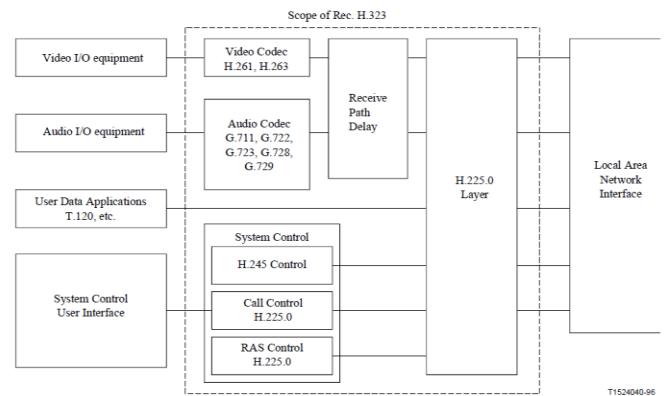 Scope of Rec. H.323
Video I/O equipment
Video Codec
H.261, H.263
Receive
Path
Delay
Audio I/O equipment
Audio Codec
G.711, G.722,
G.723, G.728,
G.729
H.225.0
Layer
Local Area
Network
Interface
User Data Applications
T.120, etc.
System Control
H.245 Control
System Control
User Interface
Call Control
H.225.0
RAS Control
H.225.0
T1524040-96